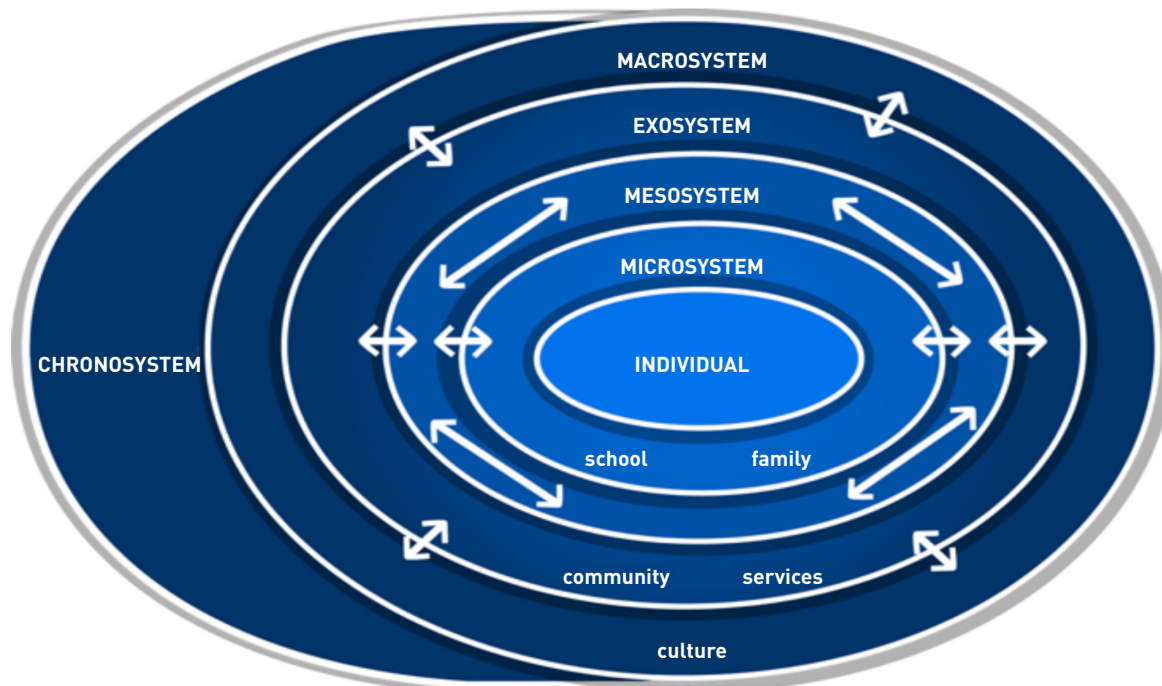 MACROSYSTEM
EXOSYSTEM
MESOSYSTEM
MICROSYSTEM
CHRONOSYSTEM
INDIVIDUAL
school family
community services
culture